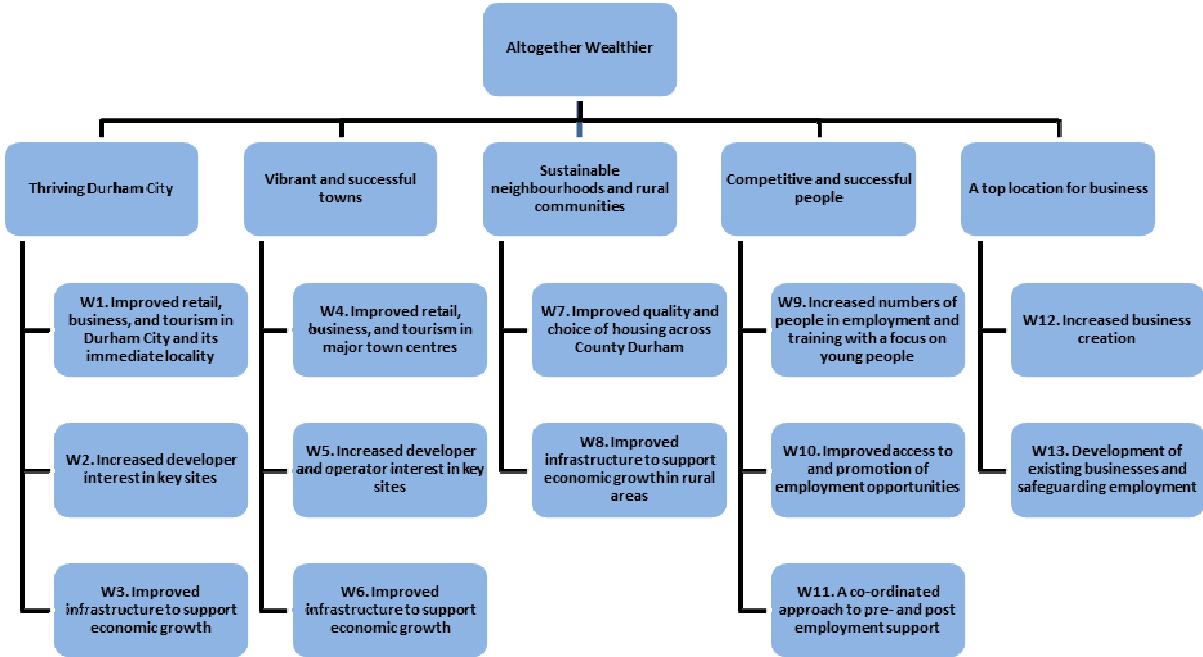 Altogether Wealthier
Thriving Durham City
W1. Improved retail,
business, and tourism in
Durham City and its
immediate locality
W2. Increased developer
interest in key sites
W3. Improved
infrastructure to support
economic growth
Vibrant and successful
towns
W4. Improved retail,
business, and tourism in
major town centres
W5. Increased developer
and operator interest in key
sites
W6. Improved
infrastructure to support
economic growth
Sustainable
neighbourhoods and rural
communities
W7. Improved quality and
choice of housing across
County Durham
W8. Improved
infrastructure to support
economic growth in rural
areas
Competitive and successful
people
W9. Increased numbers of
people in employment and
training with a focus on
young people
W10. Improved access to
and promotion of
employment opportunities
W11. A co-ordinated
approach to pre- and post
employment support
A top location for business
W12. Increased business
creation
W13. Development of
existing businesses and
safeguarding employment